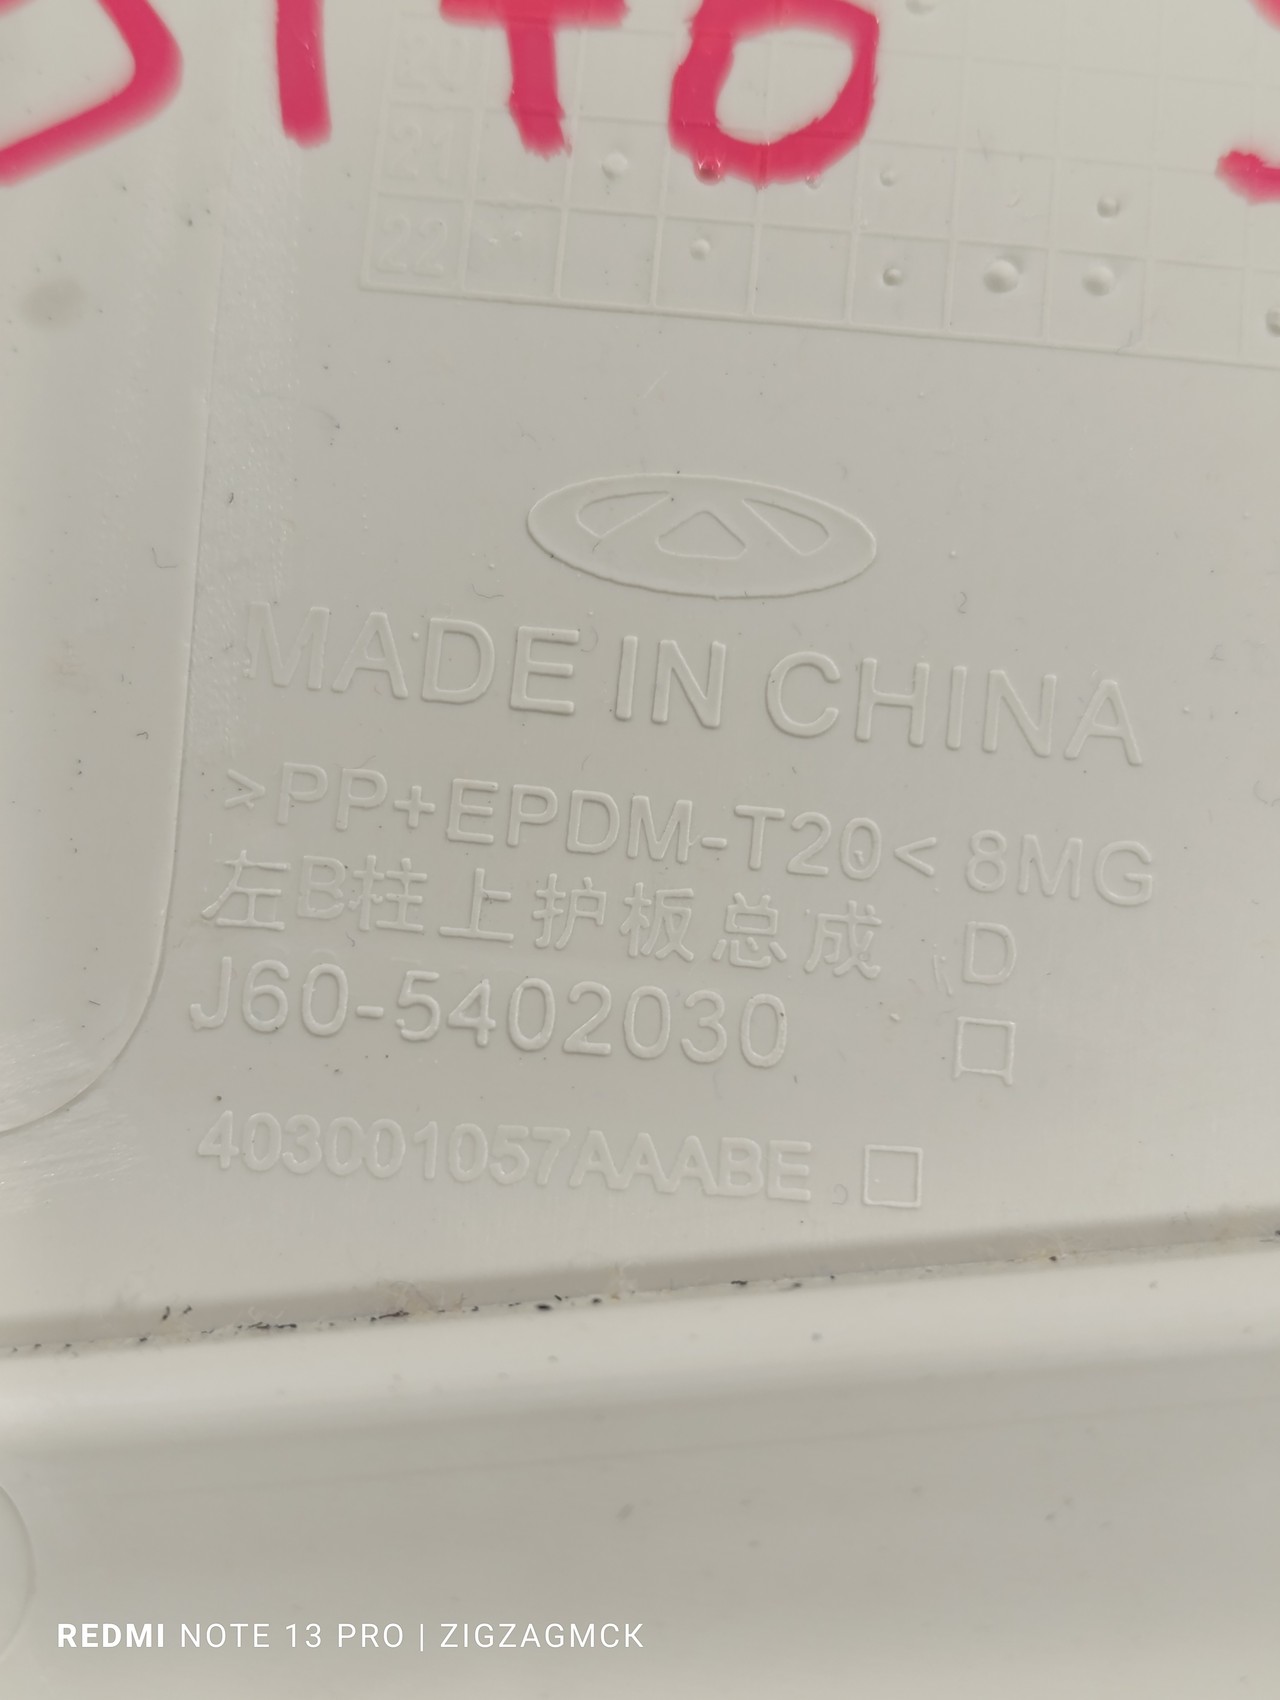 20
21
22
MADE IN CHINA
>PP+EPDM-T20< 8MG
左B柱上护板总成 D
J60-5402030
403001057AAABE
REDMI NOTE 13 PRO | ZIGZAGMCK